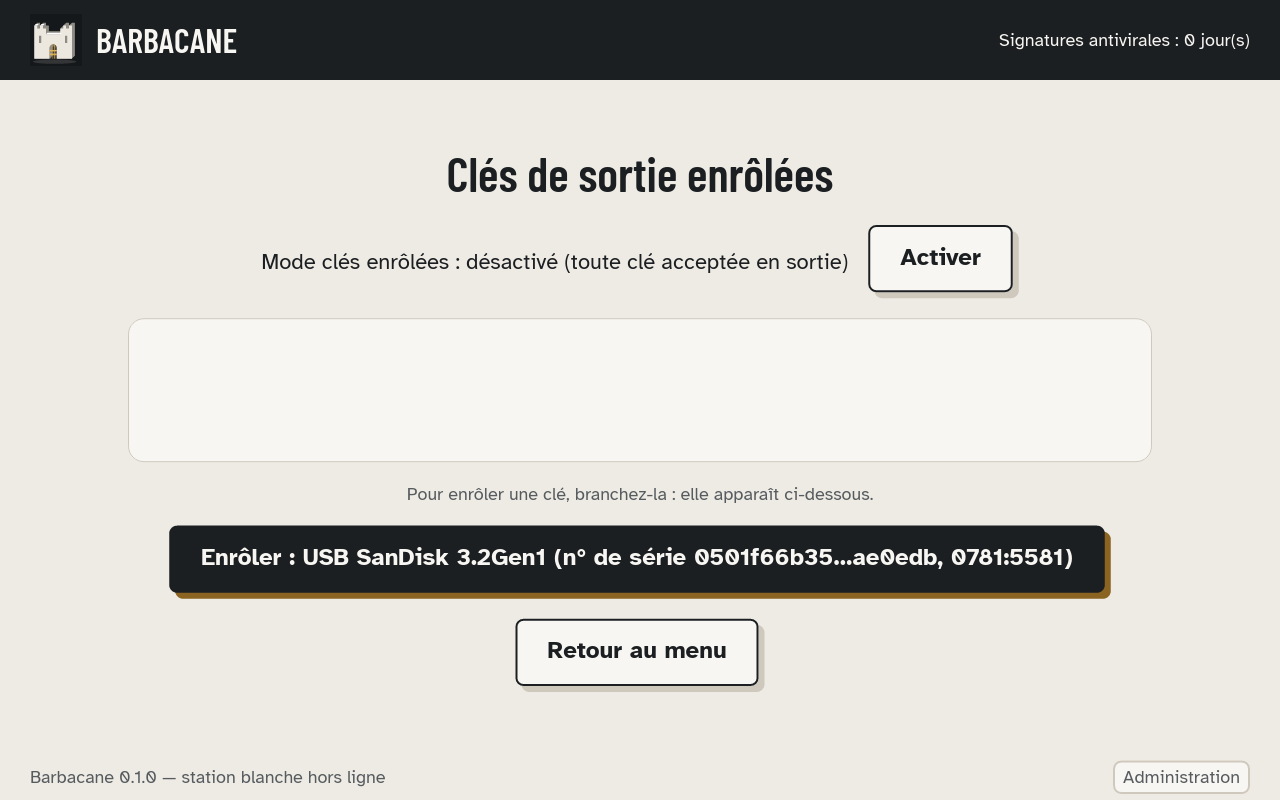 BARBACANE
Signatures antivirales : 0 jour(s)
Clés de sortie enrôlées
Mode clés enrôlées : désactivé (toute clé acceptée en sortie)
Activer
Pour enrôler une clé, branchez-la : elle apparaît ci-dessous.
Enrôler : USB SanDisk 3.2Gen1 (n° de série 0501f66b35…ae0edb, 0781:5581)
Retour au menu
Barbacane 0.1.0 — station blanche hors ligne
Administration